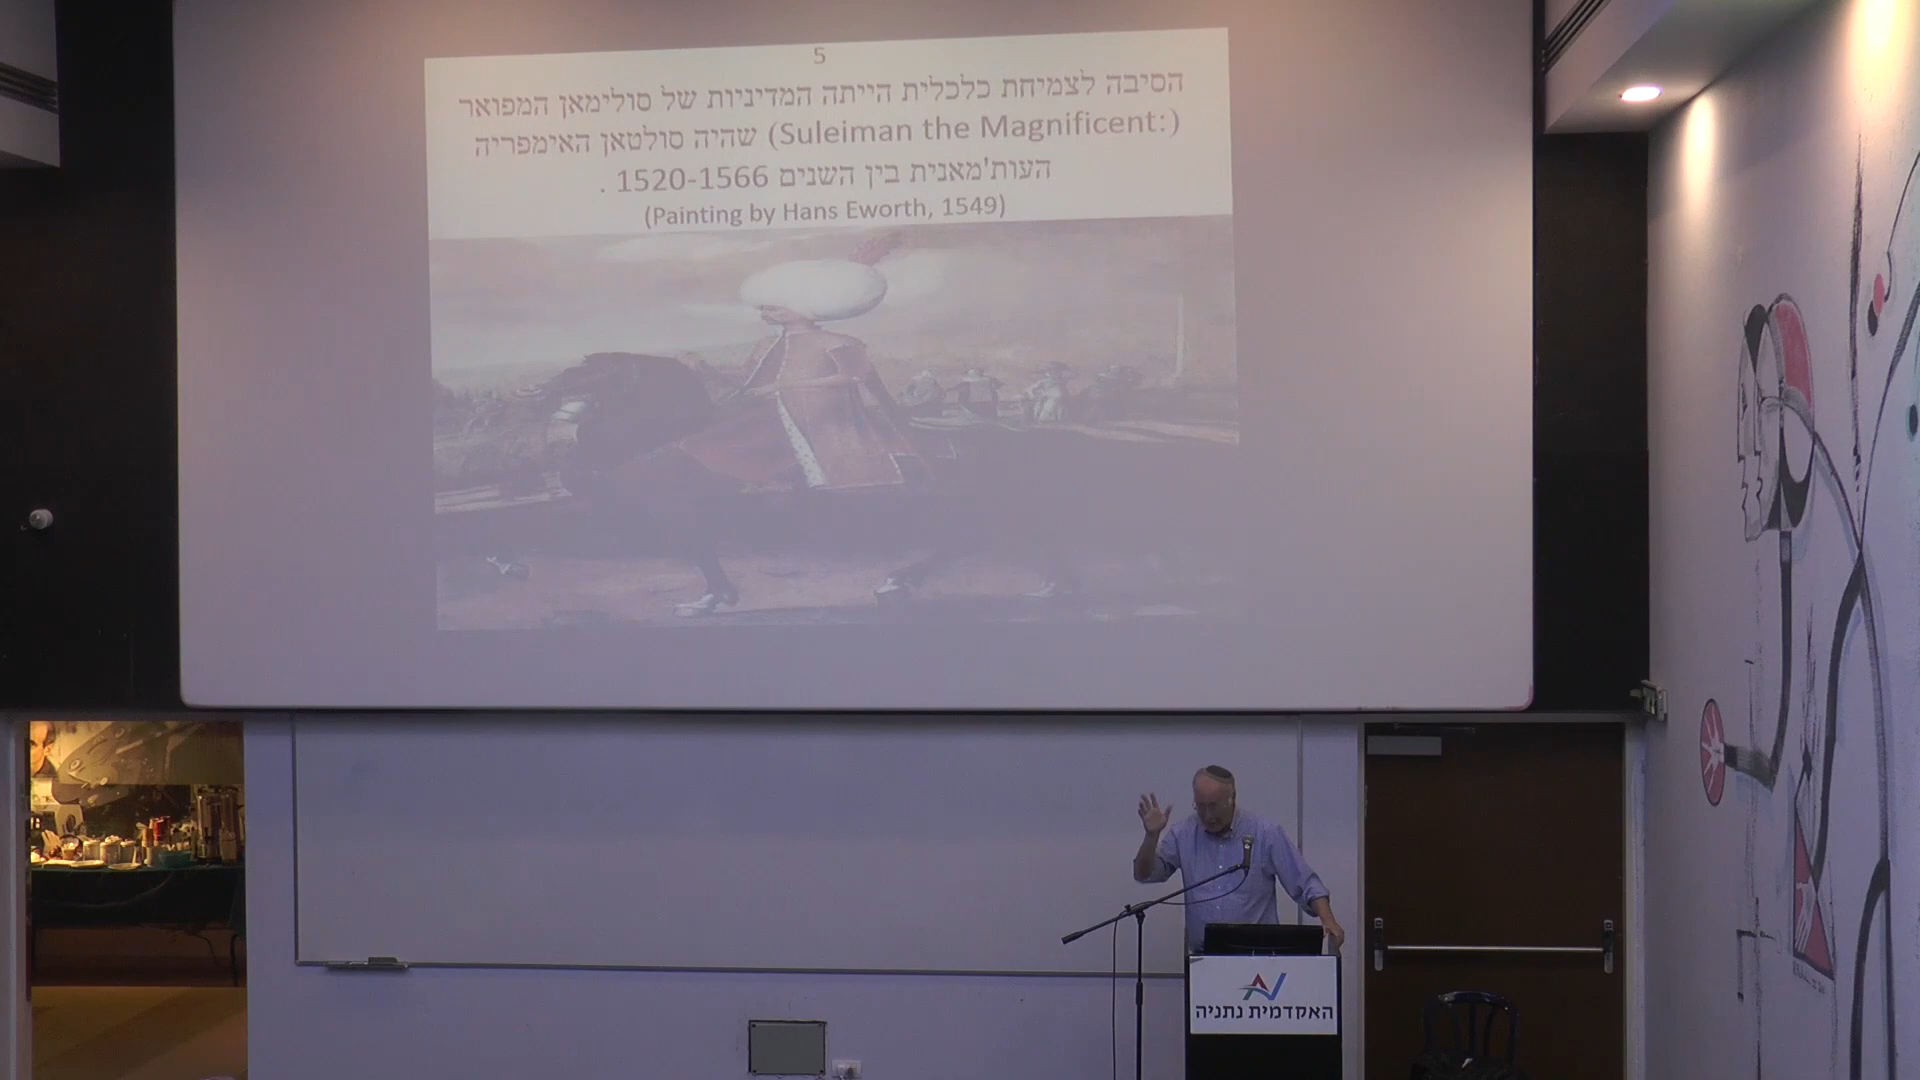 5
הסיבה לצמיחת כלכלית הייתה המדיניות של סולימאן המפואר
(Suleiman the Magnificent:) שהיה סולטאן האימפריה
העות'מאנית בין השנים 1520-1566 .
(Painting by Hans Eworth, 1549)
האקדמית נתניה